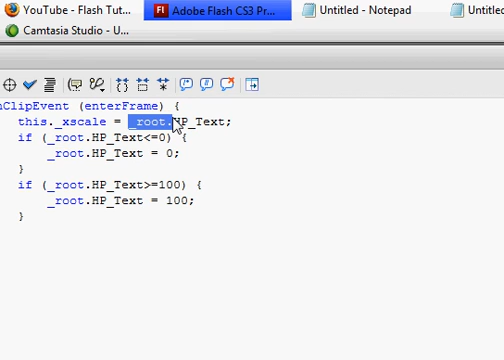 YouTube - Flash Tut...
Adobe Flash CS3 Pr...
Untitled - Notepad
Untitled
Camtasia Studio - U...
nClipEvent (enterFrame) {
this._xscale = _root.HP_Text;
if (_root.HP_Text<=0) {
_root.HP_Text = 0;
}
if (_root.HP_Text>=100) {
_root.HP_Text = 100;
}